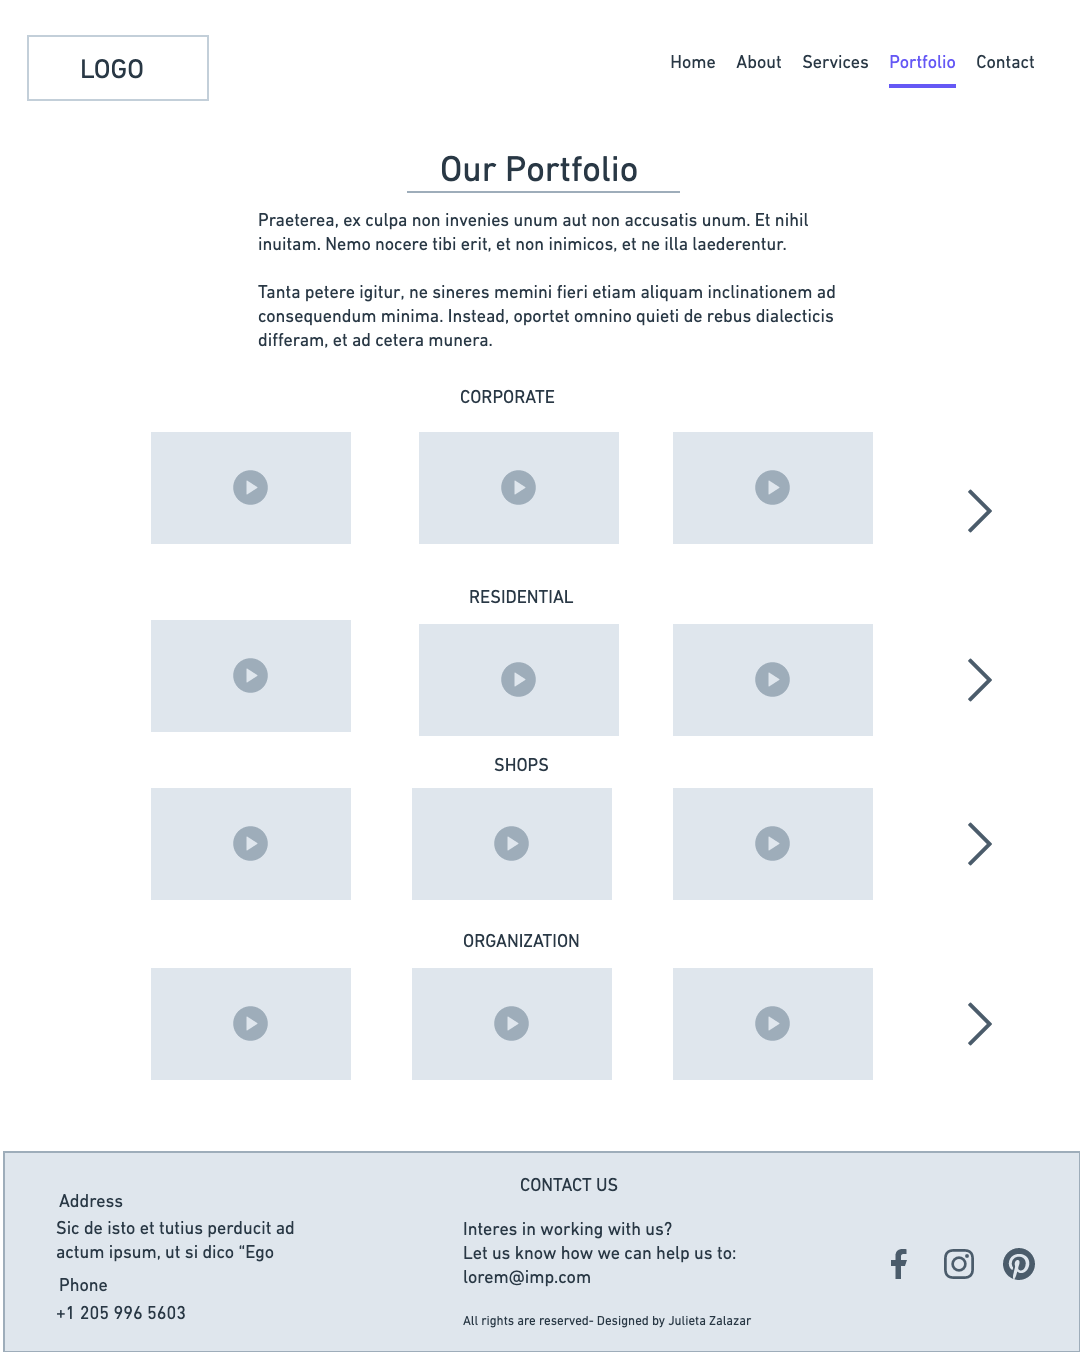 LOGO
Home About Services Portfolio Contact
Our Portfolio
Praeterea, ex culpa non invenies unum aut non accusatis unum. Et nihil
inuitam. Nemo nocere tibi erit, et non inimicos, et ne illa laederentur.
Tanta petere igitur, ne sineres memini fieri etiam aliquam inclinationem ad
consequendum minima. Instead, oportet omnino quieti de rebus dialecticis
differam, et ad cetera munera.
CORPORATE
RESIDENTIAL
SHOPS
ORGANIZATION
Address
Sic de isto et tutius perducit ad
actum ipsum, ut si dico “Ego
Phone
+1 205 996 5603
CONTACT US
Interes in working with us?
Let us know how we can help us to:
lorem@imp.com
All rights are reserved- Designed by Julieta Zalazar